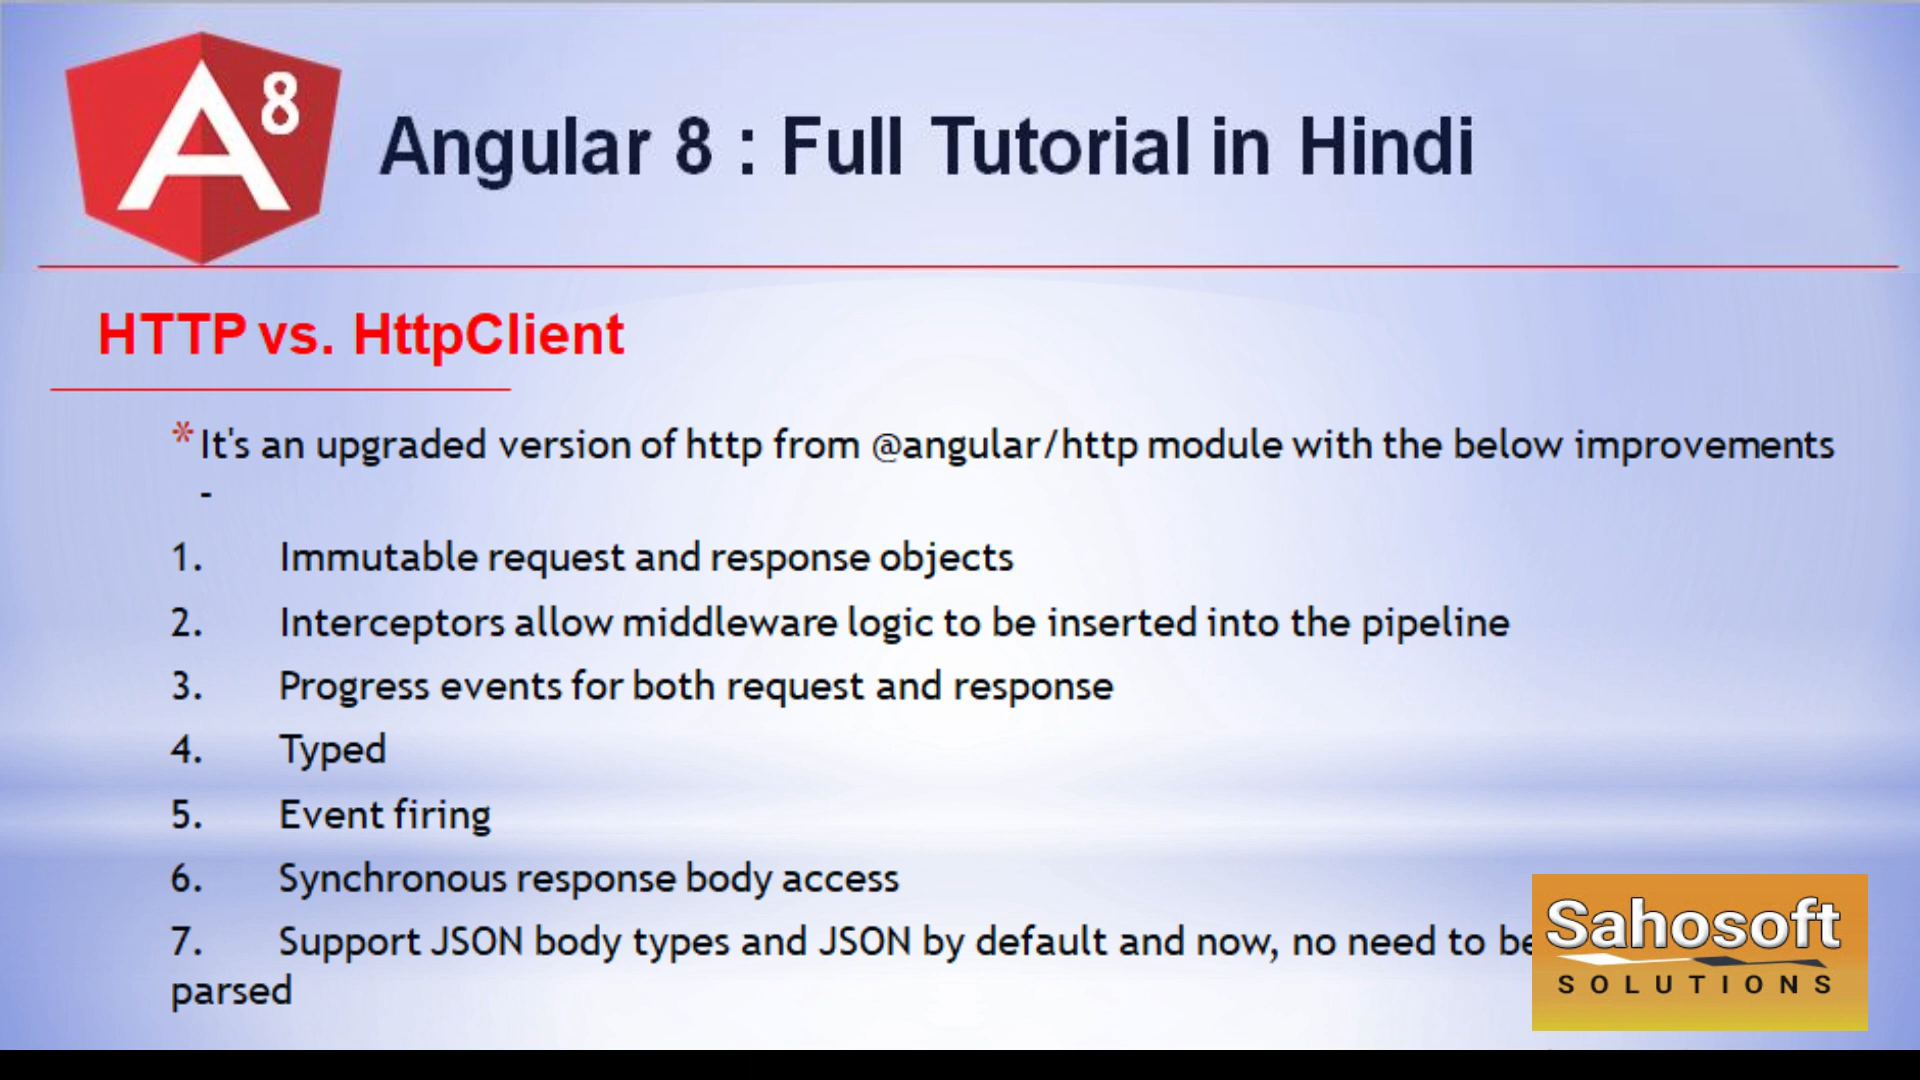 A8
Angular 8 : Full Tutorial in Hindi
HTTP vs. HttpClient
* It's an upgraded version of http from @angular/http module with the below improvements
-
1. Immutable request and response objects
2. Interceptors allow middleware logic to be inserted into the pipeline
3. Progress events for both request and response
4. Typed
5. Event firing
6. Synchronous response body access
7. Support JSON body types and JSON by default and now, no need to be
parsed
Sahosoft
SOLUTIONS